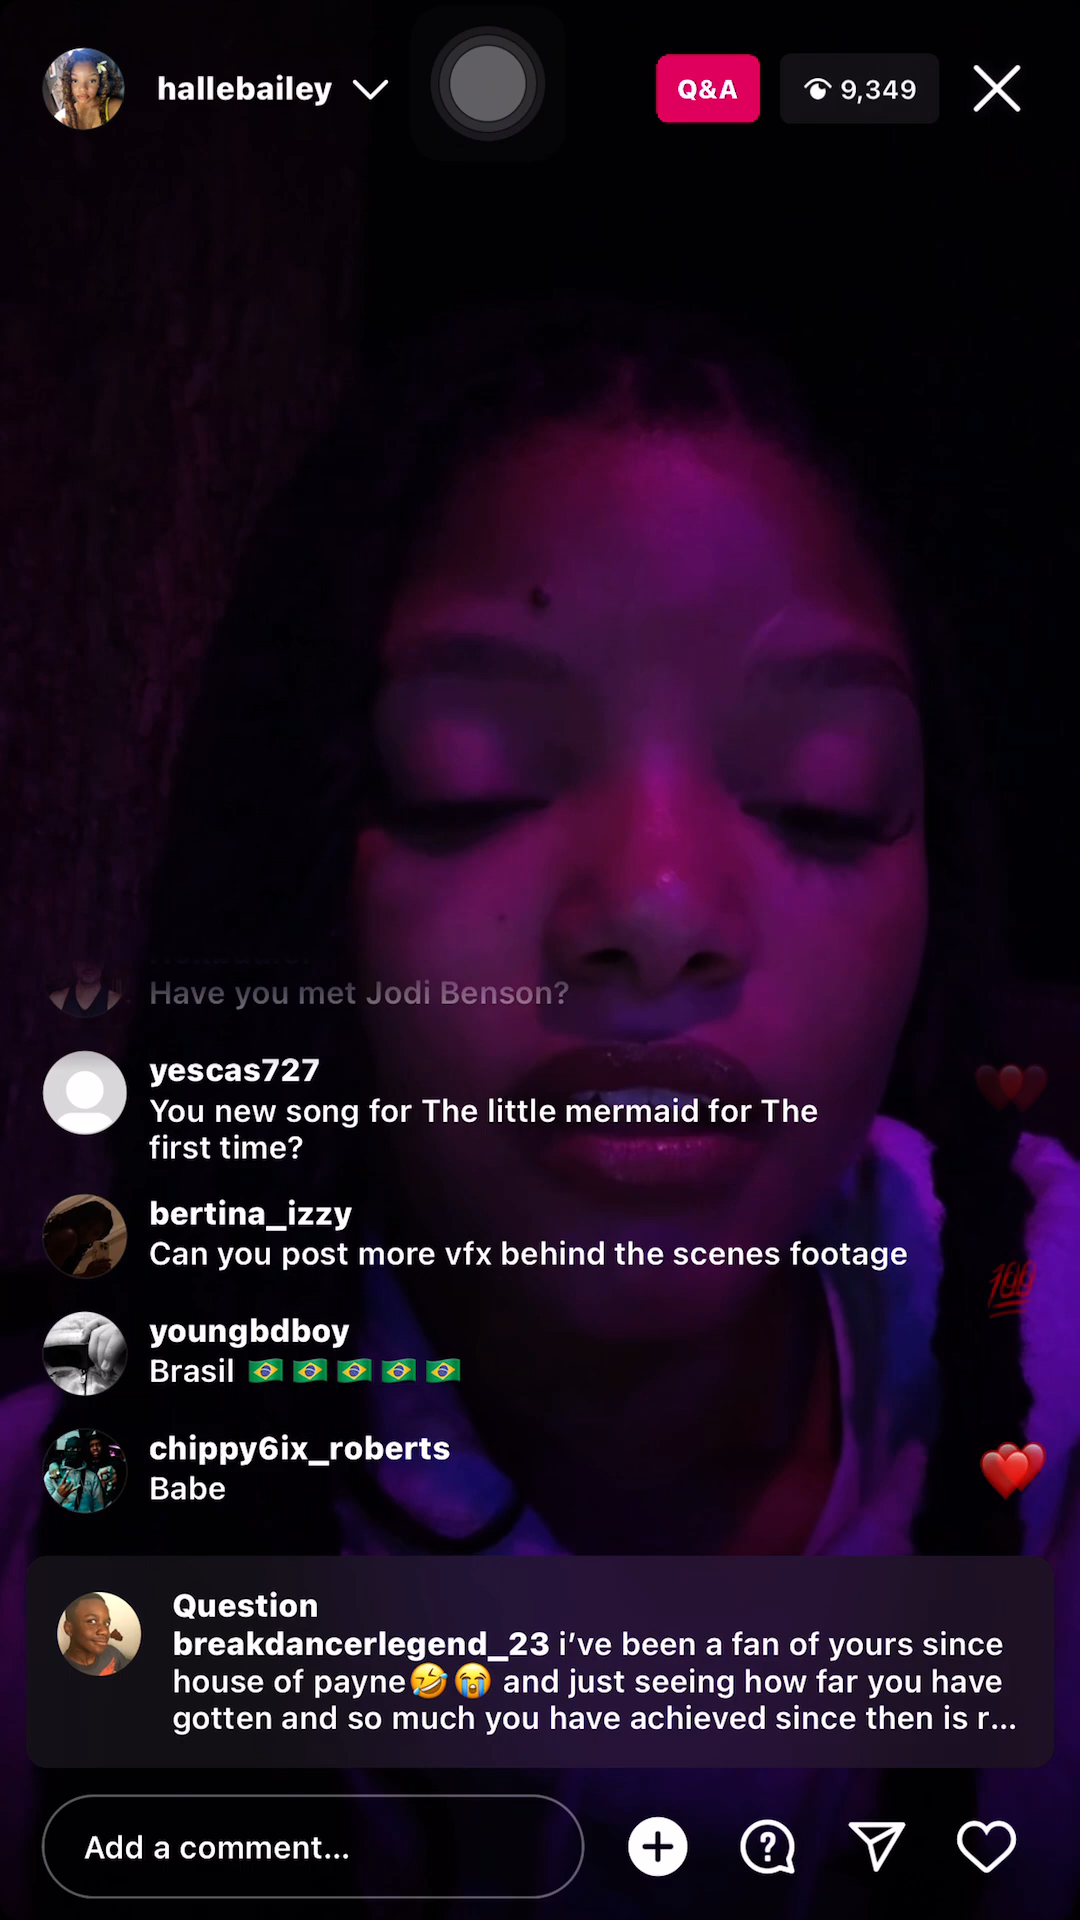 hallebailey
Q&A
9,349
Have you met Jodi Benson?
yescas727
You new song for The little mermaid for The
first time?
bertina_izzy
Can you post more vfx behind the scenes footage
youngbdboy
Brasil 🇧🇷 🇧🇷 🇧🇷 🇧🇷 🇧🇷
chippy6ix_roberts
Babe
💯
Question
breakdancerlegend_23 i’ve been a fan of yours since
house of payne🤣😭 and just seeing how far you have
gotten and so much you have achieved since then is r...
Add a comment...